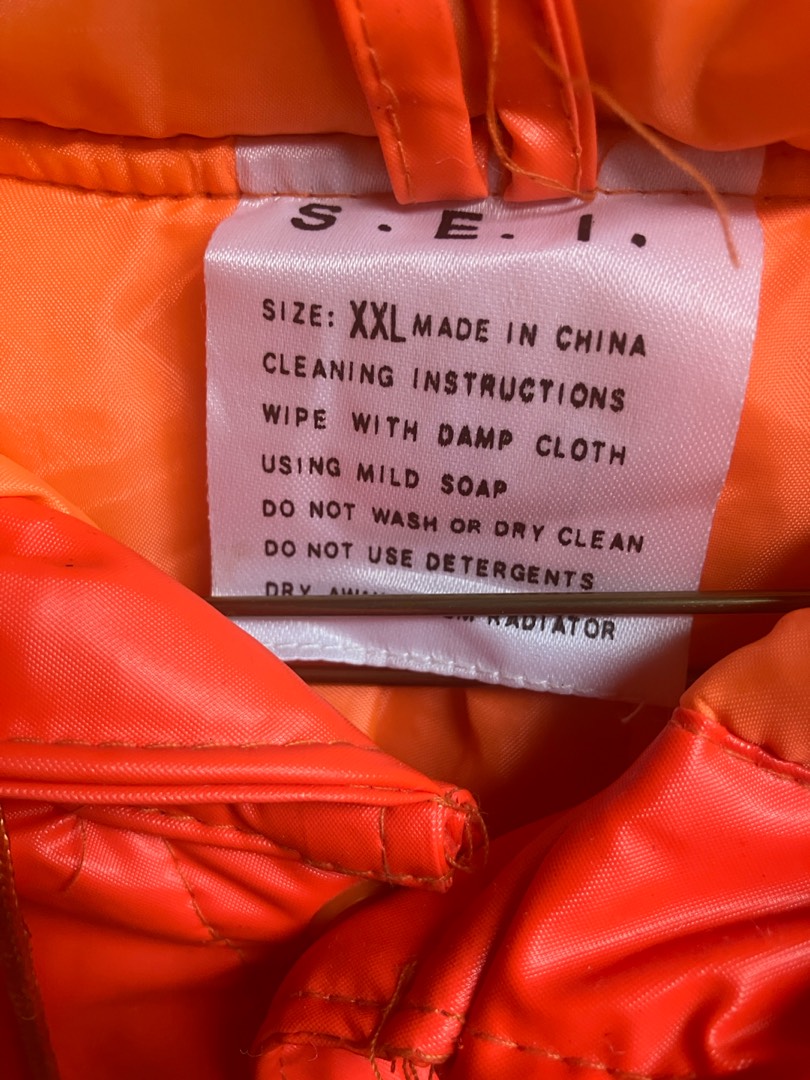 S. E. I.
SIZE: XXL MADE IN CHINA
CLEANING INSTRUCTIONS
WIPE WITH DAMP CLOTH
USING MILD SOAP
DO NOT WASH OR DRY CLEAN
DO NOT USE DETERGENTS
DRY RADIATOR